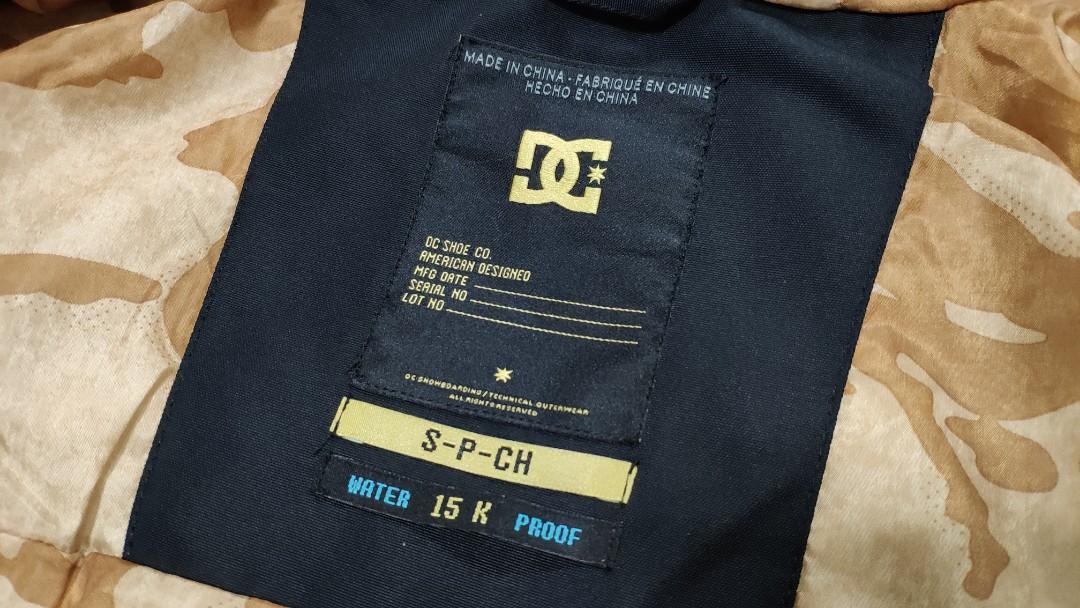 MADE IN CHINA - FABRIQUÉ EN CHINE
HECHO EN CHINA
DC
DC SHOE CO.
AMERICAN DESIGNED
MFG DATE
SERIAL NO
LOT NO
DC SNOWBOARDING/TECHNICAL OUTERWEAR
ALL RIGHTS RESERVED
S-P-CH
WATER 15 K PROOF